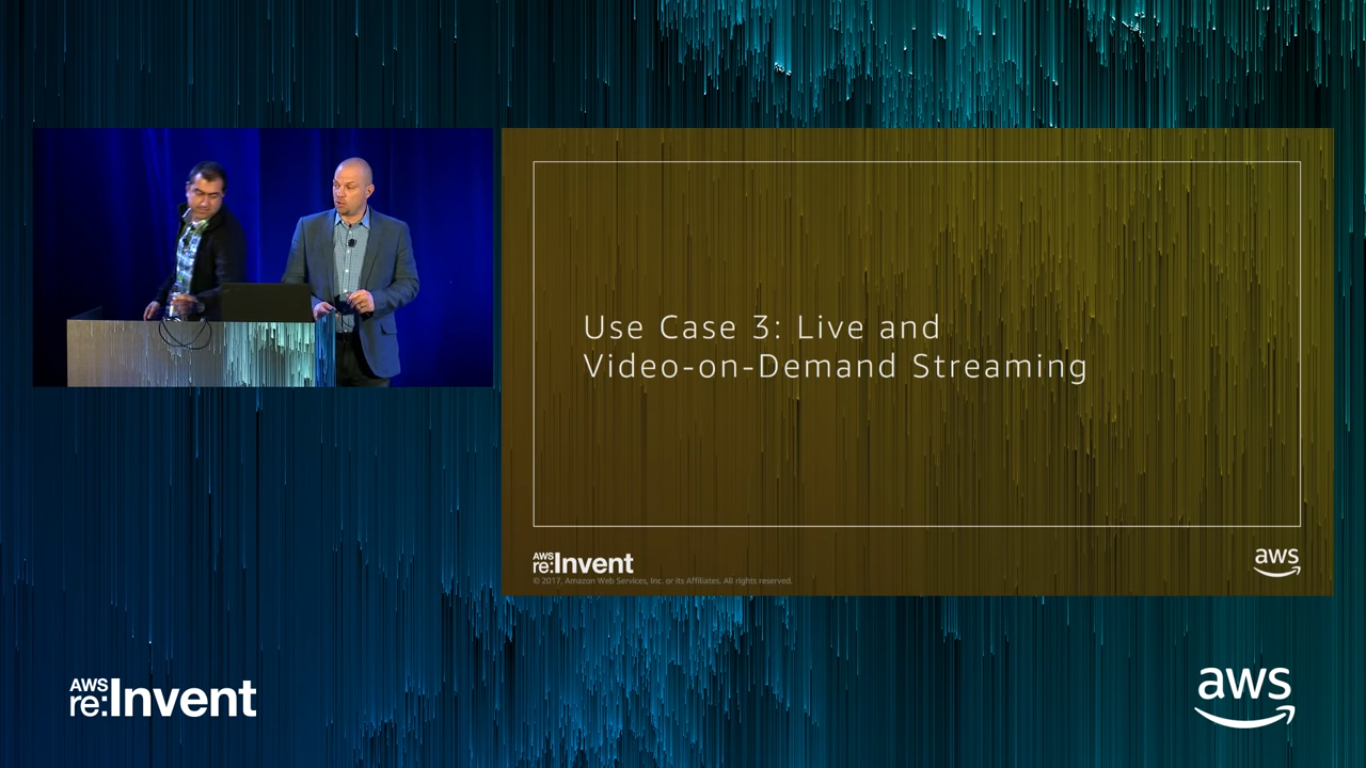 Use Case 3: Live and
Video-on-Demand Streaming
AWS
re:Invent
© 2017, Amazon Web Services, Inc. or its Affiliates. All rights reserved.
aws
AWS
re:Invent
aws